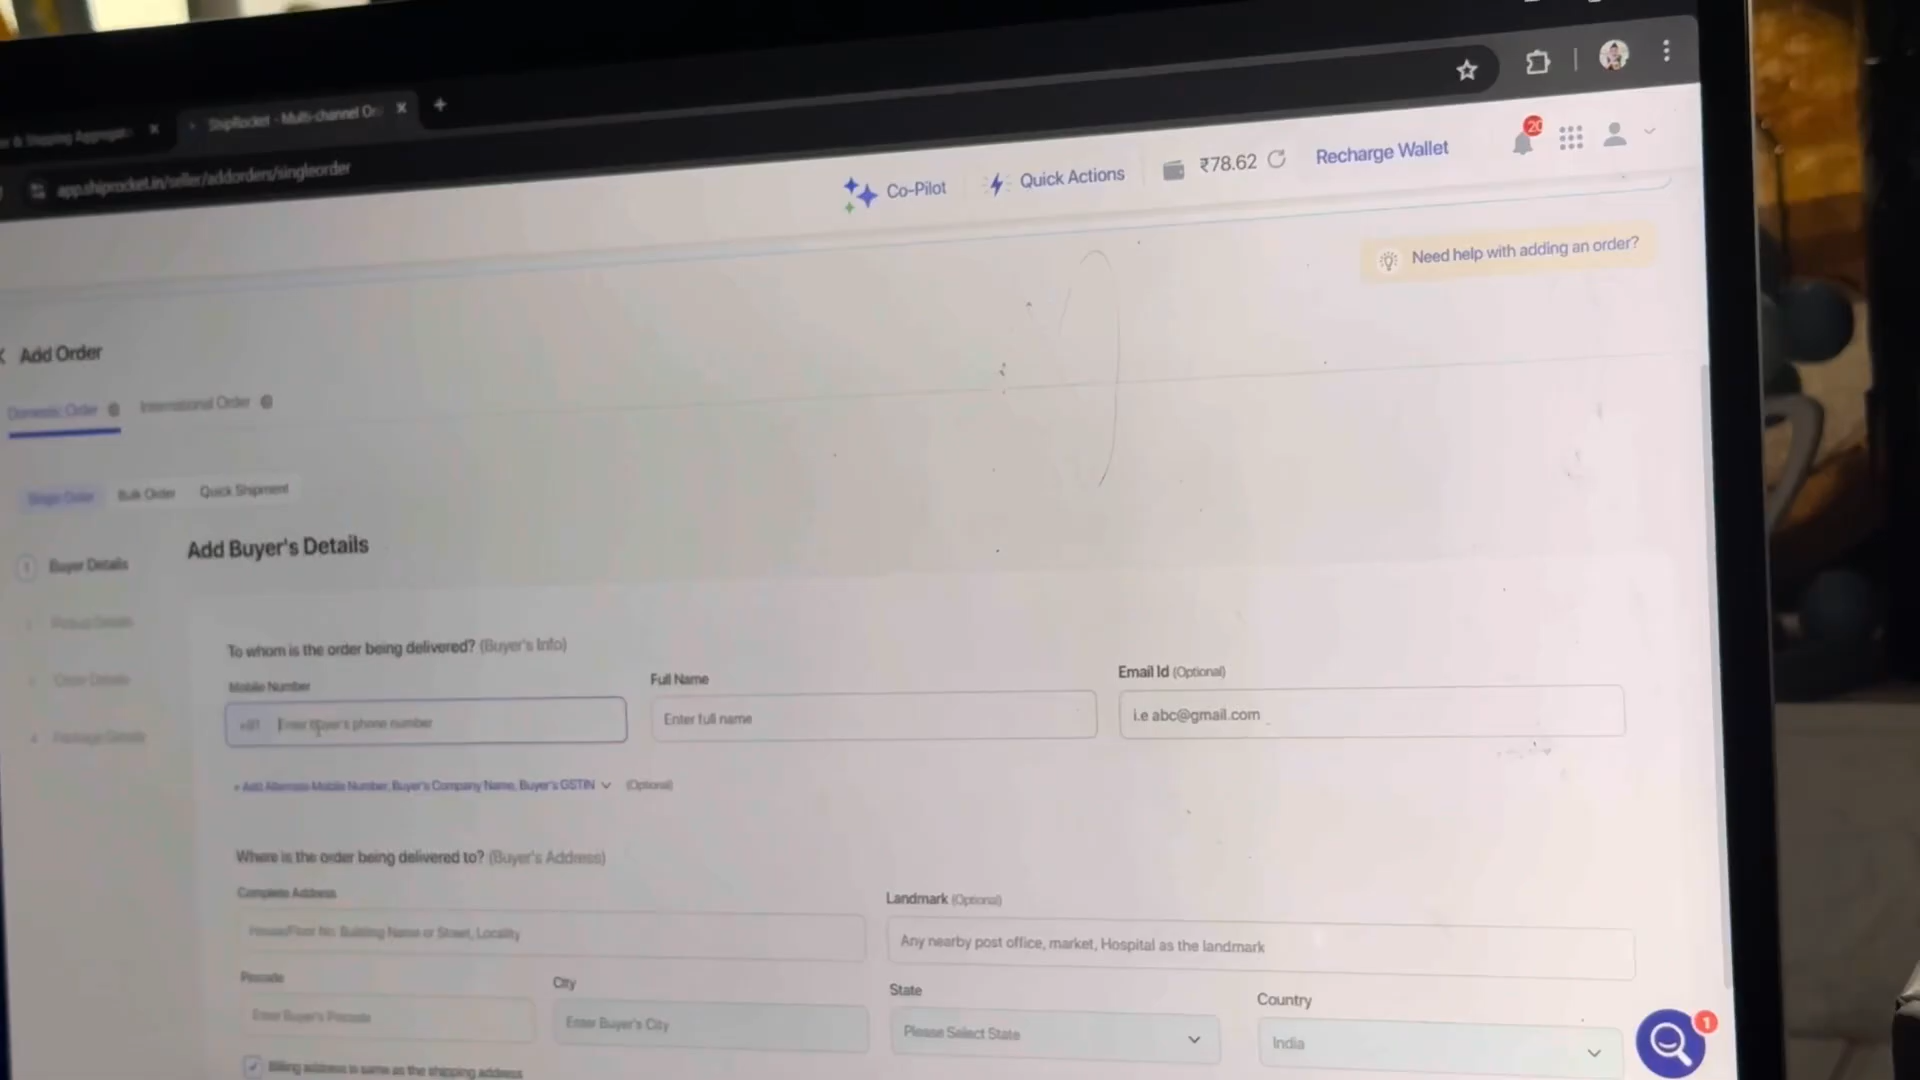 & Shipping Aggregat
ShipRocket - Multi-channel Or
app.shiprocket.in/seller/addorders/singleorder
Co-Pilot
Quick Actions
₹78.62
Recharge Wallet
20
Need help with adding an order?
Add Order
Domestic Order
International Order
Single Order
Bulk Order
Quick Shipment
1
Buyer Details
Add Buyer's Details
Pickup Details
Order Details
4
Package Details
To whom is the order being delivered? (Buyer's Info)
Mobile Number
Full Name
Email Id (Optional)
+91
Enter buyer's phone number
Enter full name
i.e abc@gmail.com
+ Add Alternate Mobile Number, Buyer's Company Name, Buyer's GSTIN
(Optional)
Where is the order being delivered to? (Buyer's Address)
Complete Address
Landmark (Optional)
House/Floor No. Building Name or Street, Locality
Any nearby post office, market, Hospital as the landmark
Pincode
City
State
Country
Enter Buyer's Pincode
Enter Buyer's City
Please Select State
India
1
Billing address is same as the shipping address